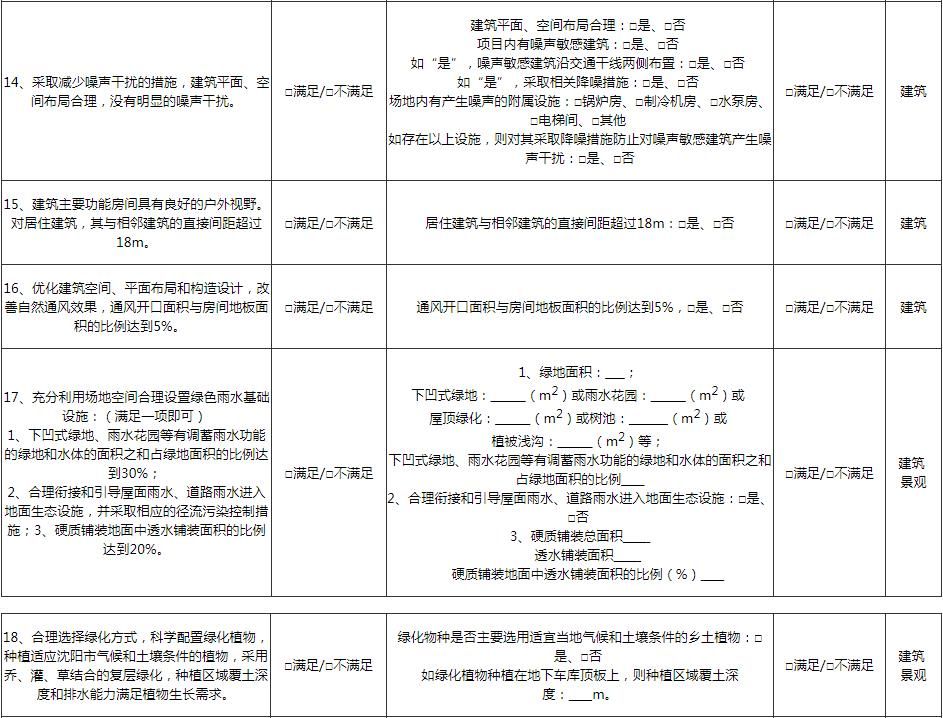 14、采取减少噪声干扰的措施，建筑平面、空
间布局合理，没有明显的噪声干扰。
□满足/□不满足
建筑平面、空间布局合理：□是、□否
项目内有噪声敏感建筑：□是、□否
如“是”，噪声敏感建筑沿交通干线两侧布置：□是、□否
如“是”，采取相关降噪措施：□是、□否
场地内有产生噪声的附属设施：□锅炉房、□制冷机房、□水泵房、
□电梯间、□其他
如存在以上设施，则对其采取降噪措施防止对噪声敏感建筑产生噪
声干扰：□是、□否
□满足/□不满足
建筑
15、建筑主要功能房间具有良好的户外视野。
对居住建筑，其与相邻建筑的直接间距超过
18m。
□满足/□不满足
居住建筑与相邻建筑的直接间距超过18m：□是、□否
□满足/□不满足
建筑
16、优化建筑空间、平面布局和构造设计，改
善自然通风效果，通风开口面积与房间地板面
积的比例达到5%。
□满足/□不满足
通风开口面积与房间地板面积的比例达到5%，□是、□否
□满足/□不满足
建筑
17、充分利用场地空间合理设置绿色雨水基础
设施：（满足一项即可）
1、下凹式绿地、雨水花园等有调蓄雨水功能
的绿地和水体的面积之和占绿地面积的比例达
到30%；
2、合理衔接和引导屋面雨水、道路雨水进入
地面生态设施，并采取相应的径流污染控制措
施；3、硬质铺装地面中透水铺装面积的比例
达到20%。
□满足/□不满足
1、绿地面积：___；
下凹式绿地：_____（m²）或雨水花园：_____（m²）或
屋顶绿化：_____（m²）或树池：_____（m²）或
植被浅沟：_____（m²）等；
下凹式绿地、雨水花园等有调蓄雨水功能的绿地和水体的面积之和
占绿地面积的比例___
2、合理衔接和引导屋面雨水、道路雨水进入地面生态设施：□是、
□否
3、硬质铺装总面积____
透水铺装面积____
硬质铺装地面中透水铺装面积的比例（%）___
□满足/□不满足
建筑
景观
18、合理选择绿化方式，科学配置绿化植物，
种植适应沈阳市气候和土壤条件的植物，采用
乔、灌、草结合的复层绿化，种植区域覆土深
度和排水能力满足植物生长需求。
□满足/□不满足
绿化物种是否主要选用适宜当地气候和土壤条件的乡土植物：□
是、□否
如绿化植物种植在地下车库顶板上，则种植区域覆土深
度：___m。
□满足/□不满足
建筑
景观